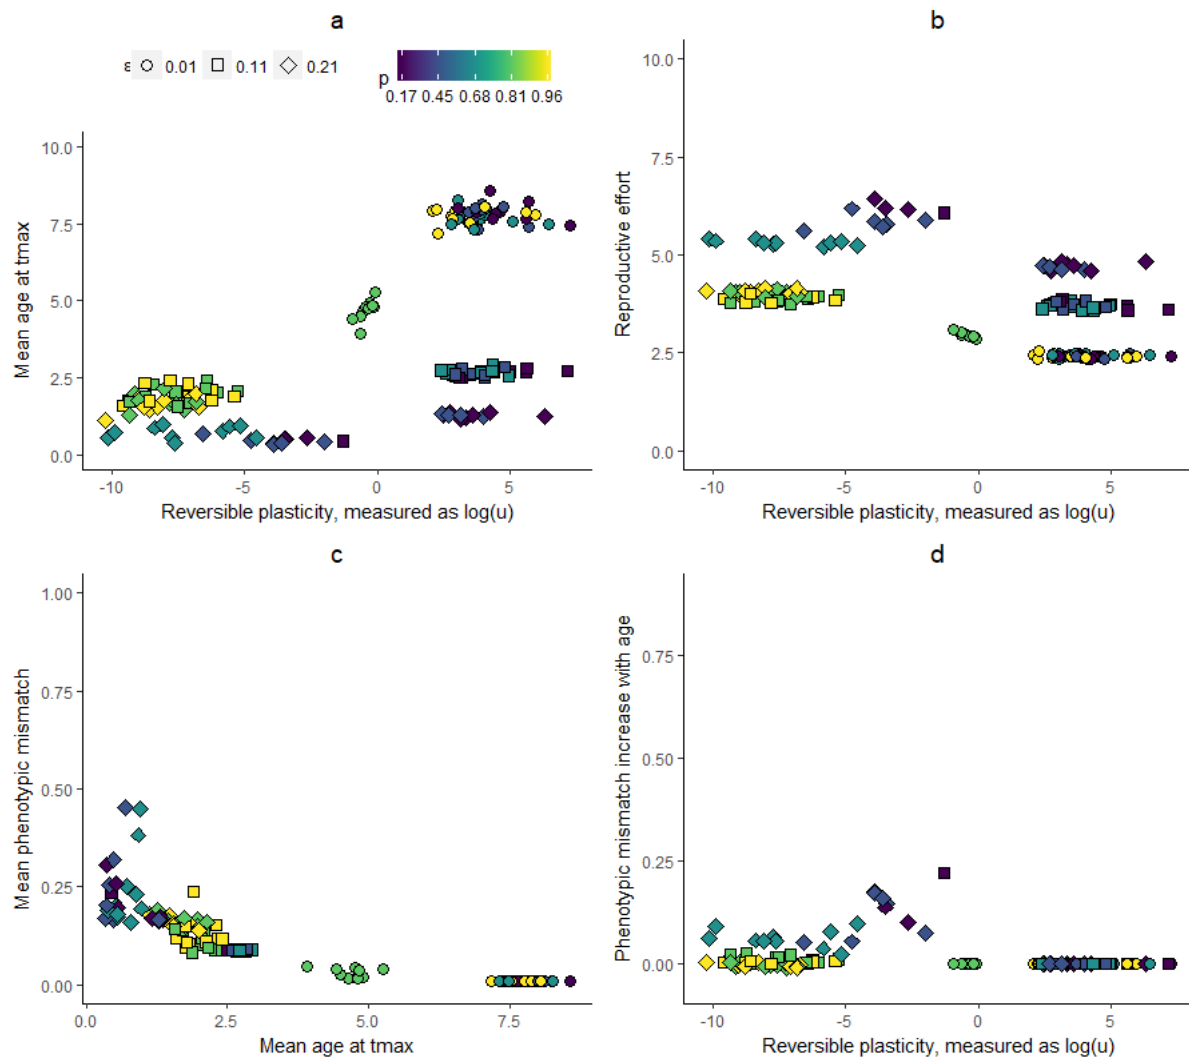 a
ε 0.01 0.11 0.21
p
0.17 0.45 0.68 0.81 0.96
10.0
7.5
5.0
2.5
0.0
Mean age at tmax
-10 -5 0 5
Reversible plasticity, measured as log(u)
b
10.0
7.5
5.0
2.5
0.0
Reproductive effort
-10 -5 0 5
Reversible plasticity, measured as log(u)
c
1.00
0.75
0.50
0.25
0.00
Mean phenotypic mismatch
0.0 2.5 5.0 7.5
Mean age at tmax
d
0.75
0.50
0.25
0.00
Phenotypic mismatch increase with age
-10 -5 0 5
Reversible plasticity, measured as log(u)